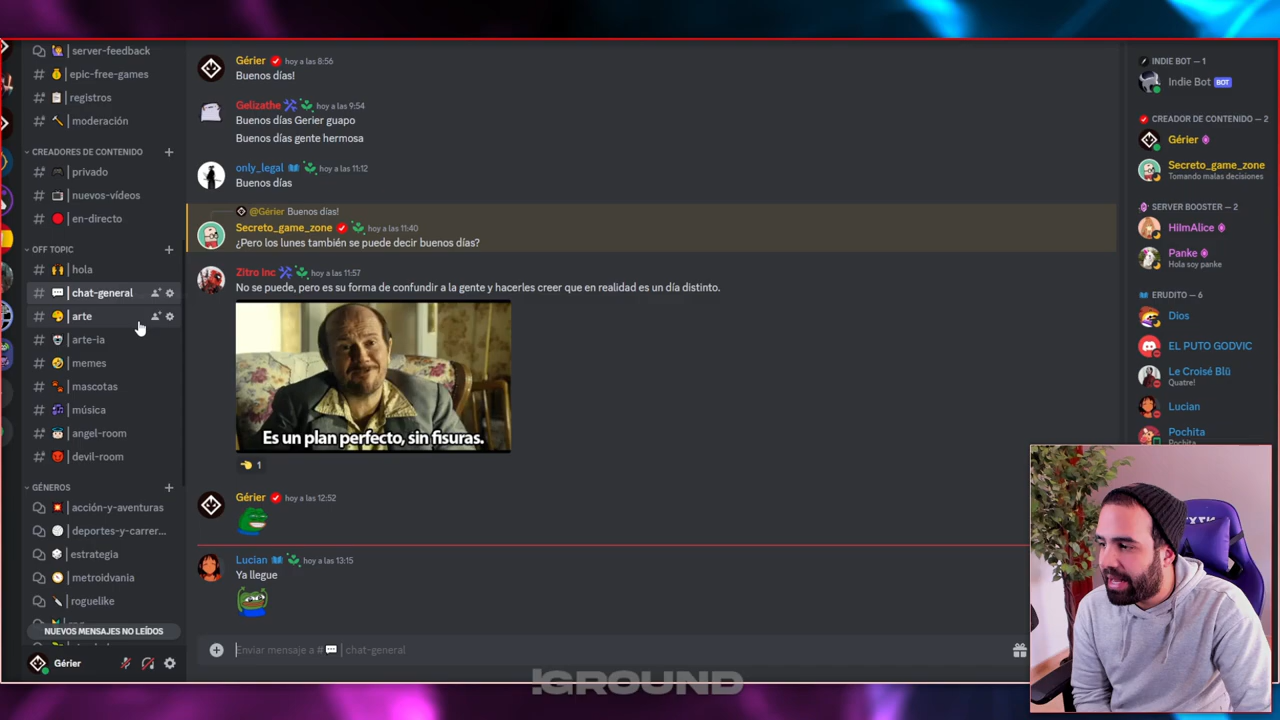 server-feedback
epic-free-games
registros
moderación
CREADORES DE CONTENIDO
privado
nuevos-vídeos
en-directo
OFF TOPIC
hola
chat-general
arte
arte-ia
memes
mascotas
música
angel-room
devil-room
GÉNEROS
acción-y-aventuras
deportes-y-carrer...
estrategia
metroidvania
roguelike
NUEVOS MENSAJES NO LEÍDOS
Gérier
Gérier hoy a las 8:56
Buenos días!
Gelizathe hoy a las 9:54
Buenos días Gerier guapo
Buenos días gente hermosa
only_legal hoy a las 11:12
Buenos días
@Gérier Buenos días!
Secreto_game_zone hoy a las 11:40
¿Pero los lunes también se puede decir buenos días?
Zitro Inc hoy a las 11:57
No se puede, pero es su forma de confundir a la gente y hacerles creer que en realidad es un día distinto.
Es un plan perfecto, sin fisuras.
1
Gérier hoy a las 12:52
Lucian hoy a las 13:15
Ya llegue
Enviar mensaje a # | chat-general
!GROUND
INDIE BOT — 1
Indie Bot BOT
CREADOR DE CONTENIDO — 2
Gérier
Secreto_game_zone
Tomando malas decisiones
SERVER BOOSTER — 2
HiImAlice
Panke
Hola soy panke
ERUDITO — 6
Dios
EL PUTO GODVIC
Le Croisé Blü
Quatre!
Lucian
Pochita
Pochita